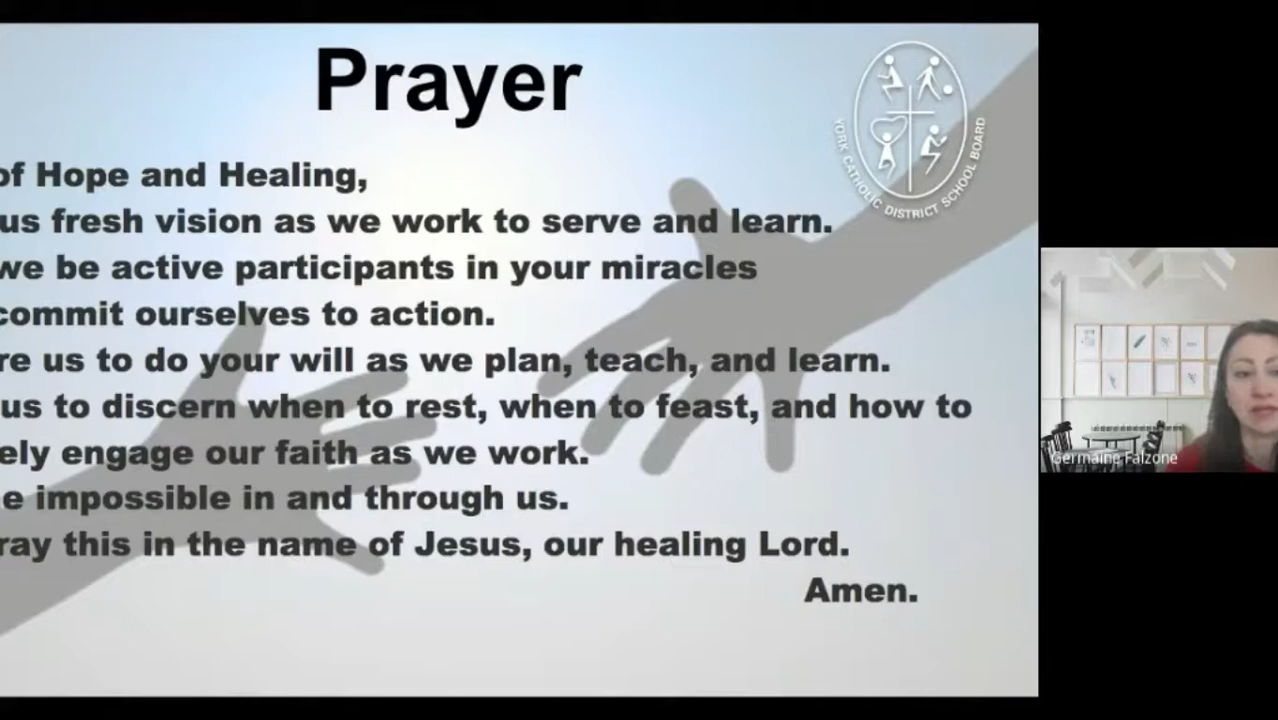 Prayer
YORK CATHOLIC DISTRICT SCHOOL BOARD
of Hope and Healing,
us fresh vision as we work to serve and learn.
we be active participants in your miracles
commit ourselves to action.
re us to do your will as we plan, teach, and learn.
us to discern when to rest, when to feast, and how to
ely engage our faith as we work.
e impossible in and through us.
ray this in the name of Jesus, our healing Lord.
Amen.
Germaine Falzone